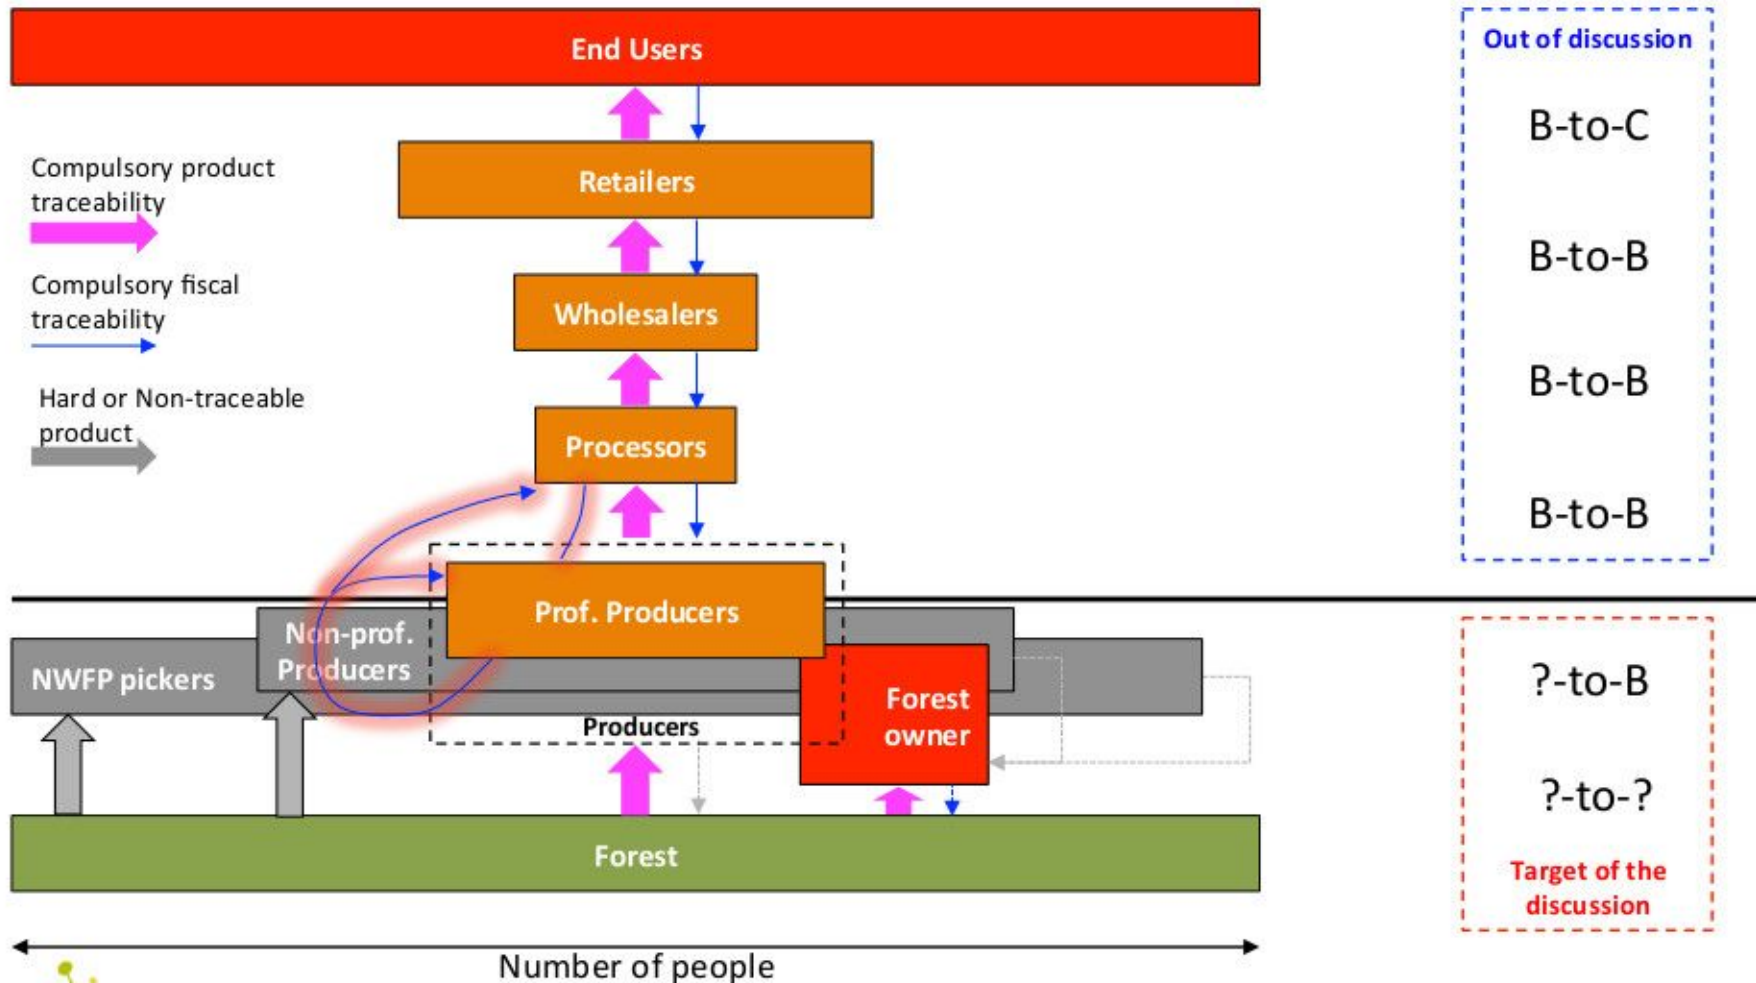 End Users
Out of discussion
B-to-C
Compulsory product
traceability
Retailers
B-to-B
Compulsory fiscal
traceability
Wholesalers
B-to-B
Hard or Non-traceable
product
Processors
B-to-B
Prof. Producers
Non-prof.
Producers
NWFP pickers
Forest
owner
Producers
?-to-B
?-to-?
Forest
Target of the
discussion
Number of people